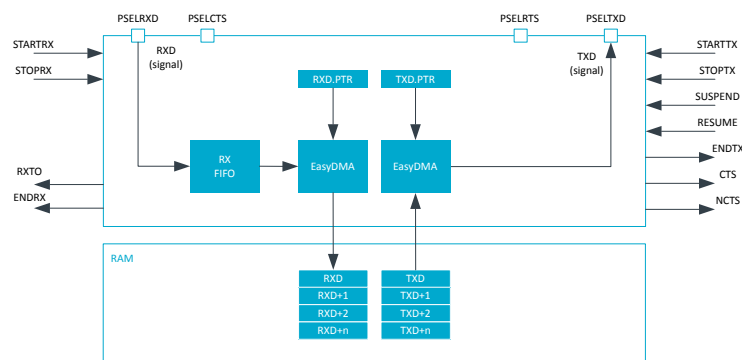 PSELRXD
PSELCTS
PSELRTS
PSELTXD
STARTRX
STOPRX
RXD
(signal)
TXD
(signal)
STARTTX
STOPTX
SUSPEND
RESUME
RXD.PTR
TXD.PTR
RX
FIFO
EasyDMA
EasyDMA
ENDTX
CTS
NCTS
RXTO
ENDRX
RAM
RXD
RXD+1
RXD+2
RXD+n
TXD
TXD+1
TXD+2
TXD+n